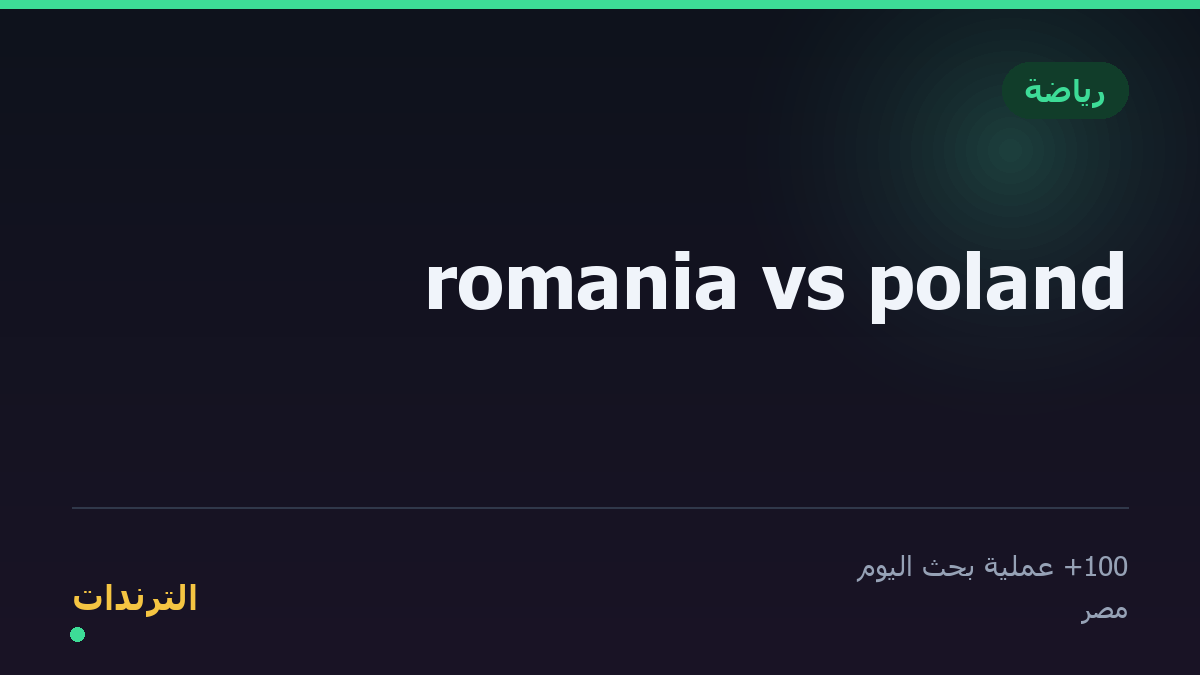 رياضة
romania vs poland
+100 عملية بحث اليوم
مصر
الترندات